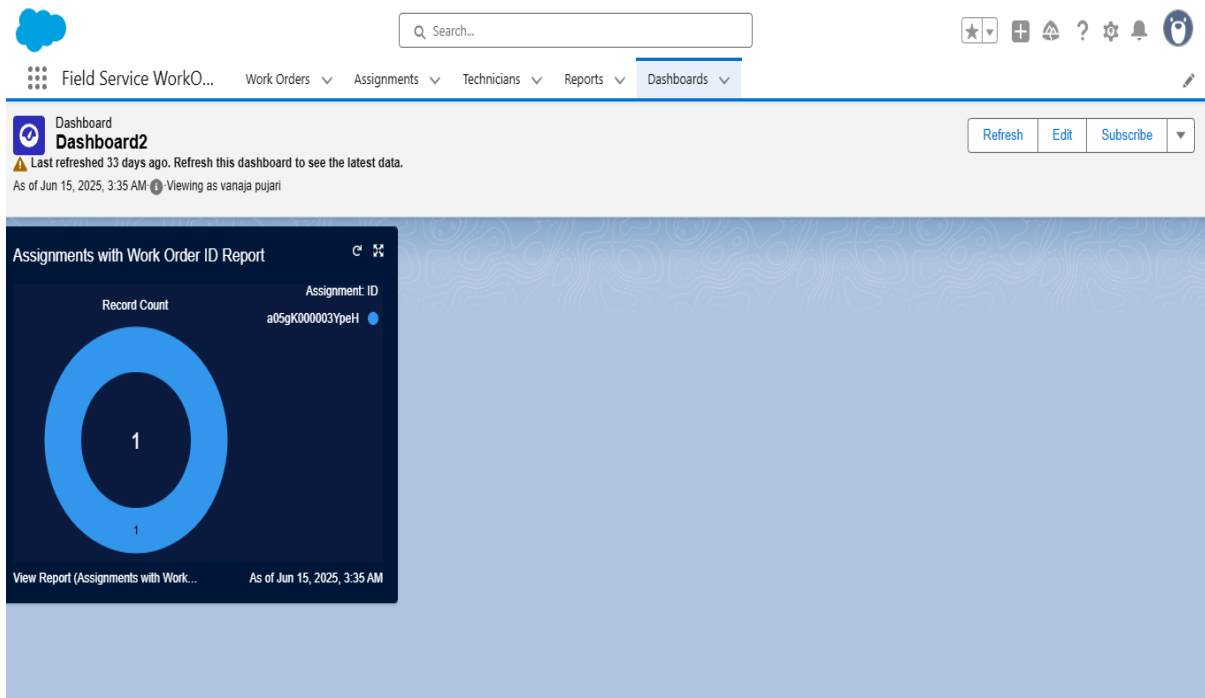 Search...
Field Service WorkO... Work Orders Assignments Technicians Reports Dashboards
Dashboard
Dashboard2
Refresh Edit Subscribe
Last refreshed 33 days ago. Refresh this dashboard to see the latest data.
As of Jun 15, 2025, 3:35 AM·Viewing as vanaja pujari
Assignments with Work Order ID Report
Assignment: ID
Record Count
a05gK000003YpeH
1
1
View Report (Assignments with Work... As of Jun 15, 2025, 3:35 AM